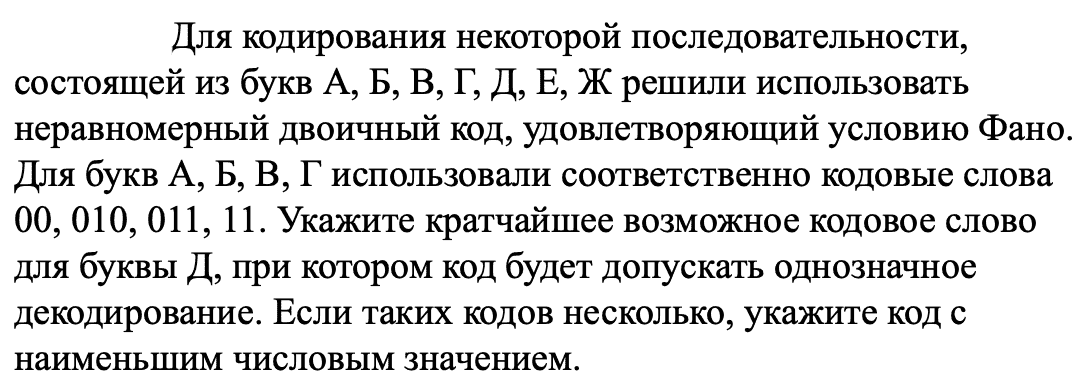 Для кодирования некоторой последовательности,
состоящей из букв А, Б, В, Г, Д, Е, Ж решили использовать
неравномерный двоичный код, удовлетворяющий условию Фано.
Для букв А, Б, В, Г использовали соответственно кодовые слова
00, 010, 011, 11. Укажите кратчайшее возможное кодовое слово
для буквы Д, при котором код будет допускать однозначное
декодирование. Если таких кодов несколько, укажите код с
наименьшим числовым значением.